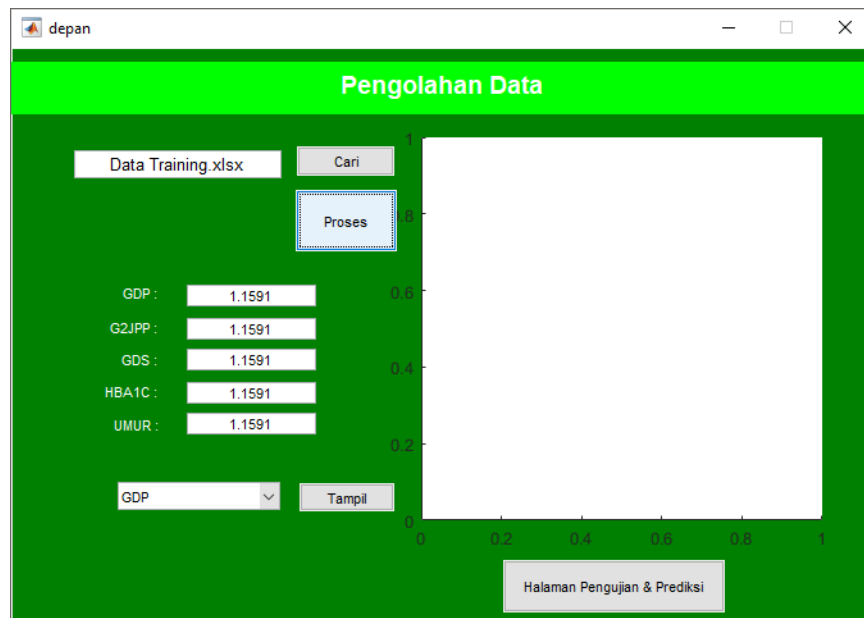 depan
Pengolahan Data
Data Training.xlsx
Cari
Proses
GDP :
1.1591
G2JPP :
1.1591
GDS :
1.1591
HBA1C :
1.1591
UMUR :
1.1591
GDP
Tampil
1
0.8
0.6
0.4
0.2
0
0 0.2 0.4 0.6 0.8 1
Halaman Pengujian & Prediksi